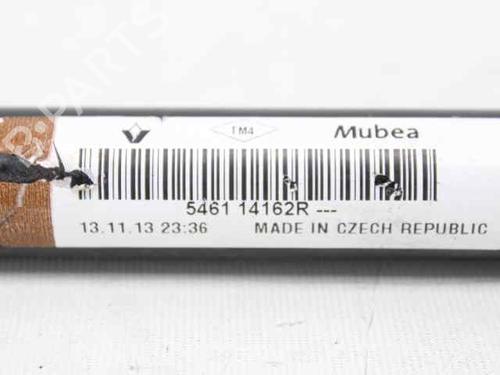 TM4 Mubea
5461 14162R ---
13.11.13 23:36 MADE IN CZECH REPUBLIC